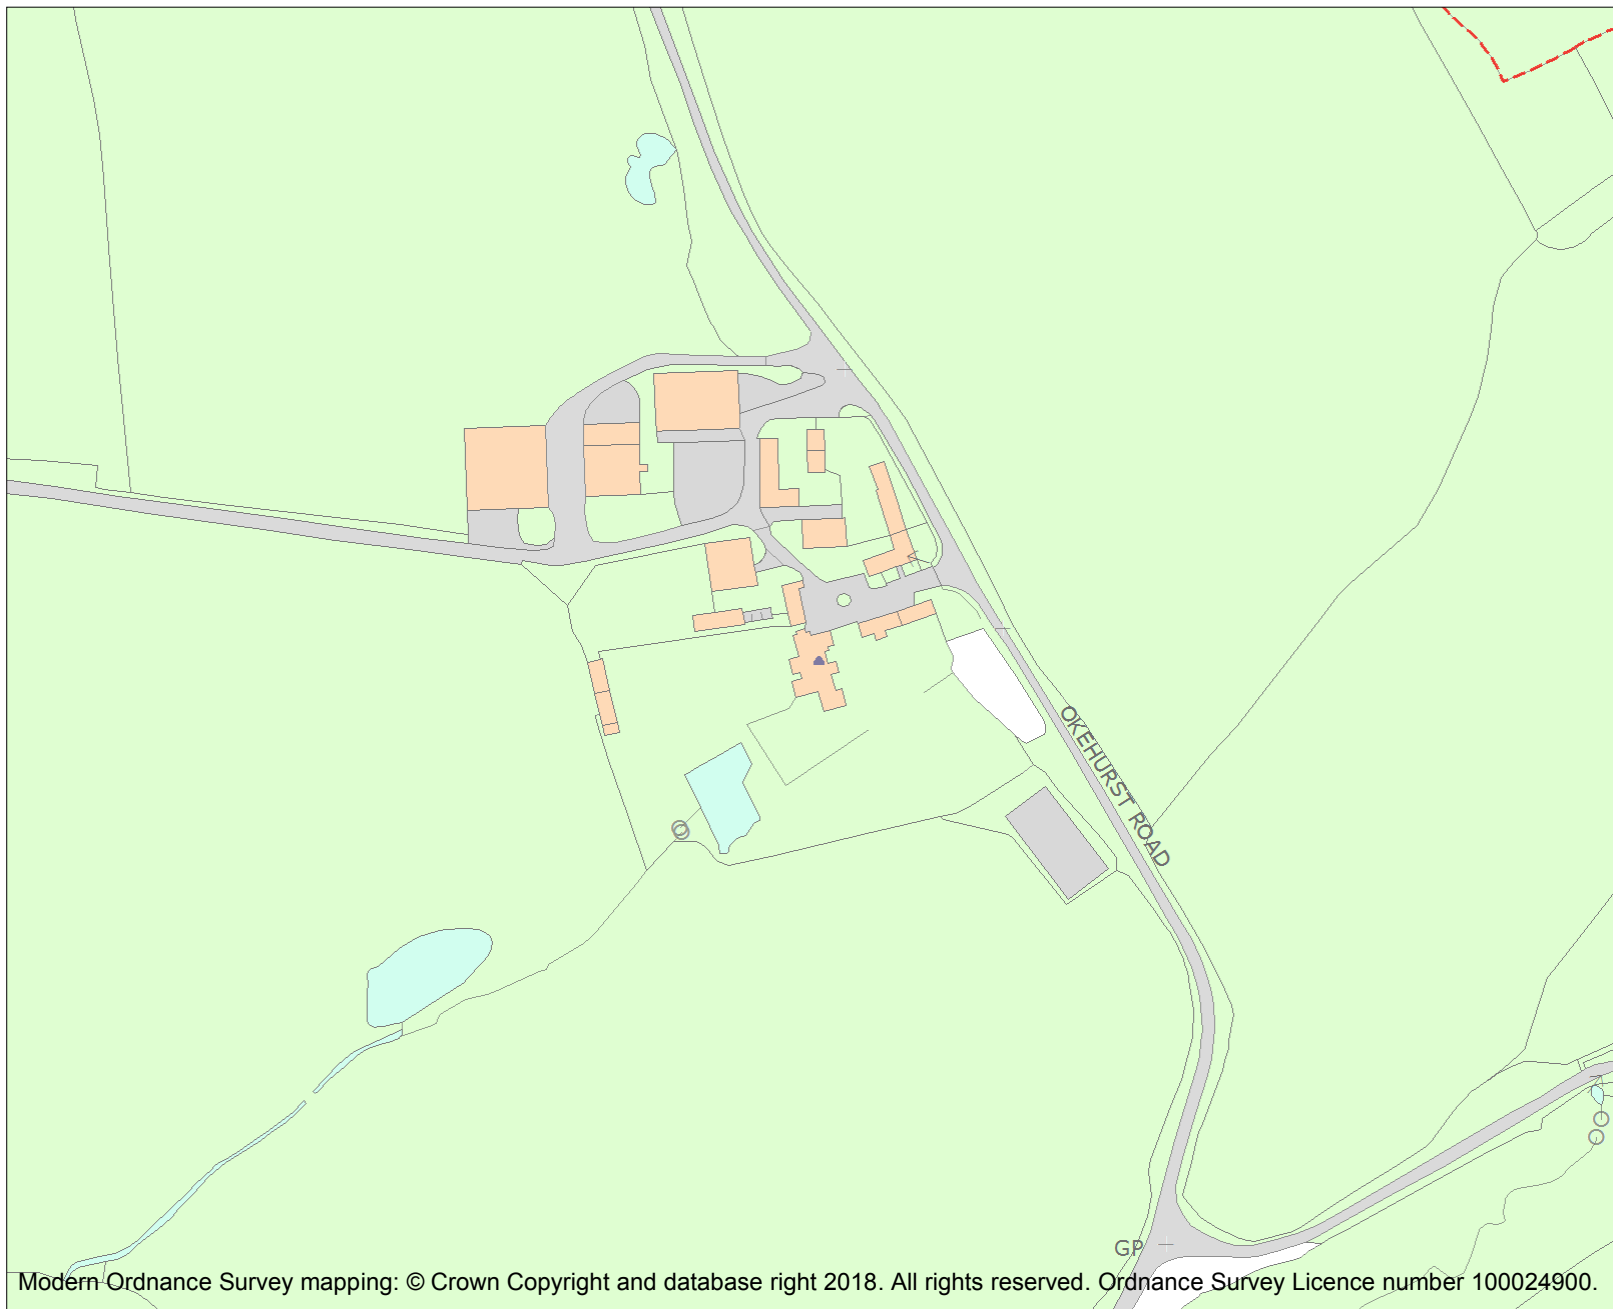 OKEHURST ROAD
GP
Modern Ordnance Survey mapping: © Crown Copyright and database right 2018. All rights reserved. Ordnance Survey Licence number 100024900.